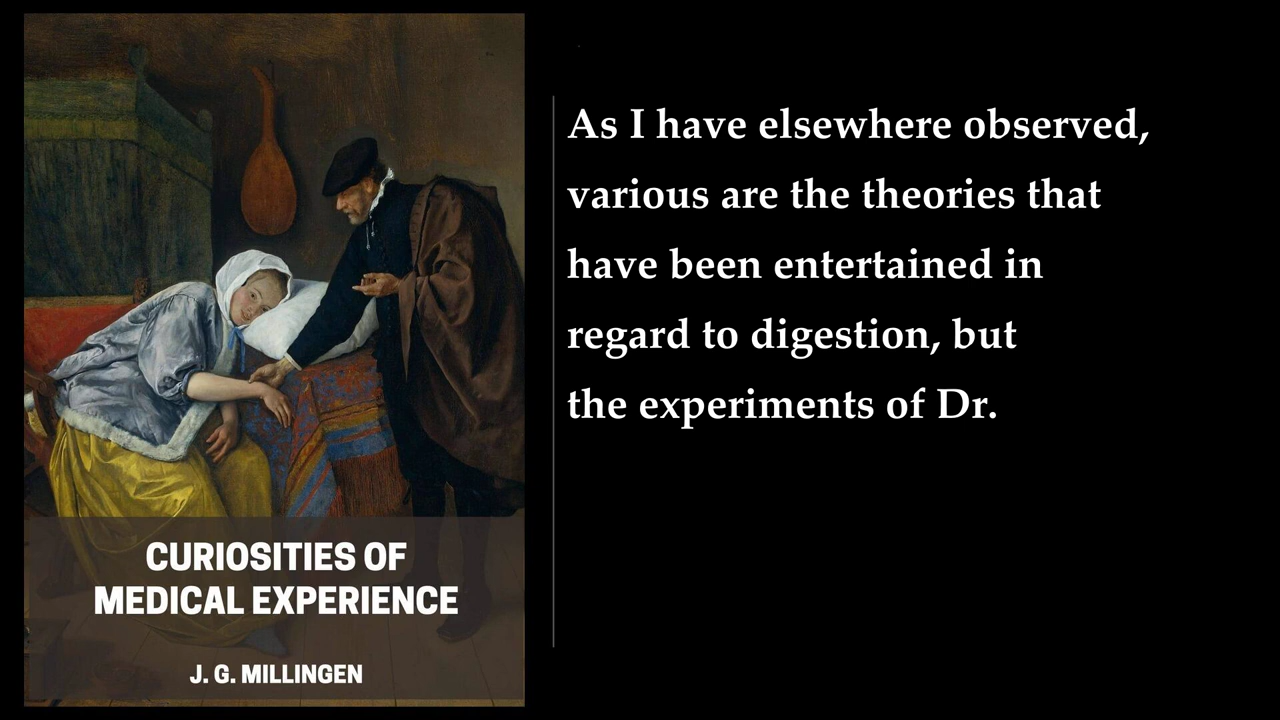 CURIOSITIES OF
MEDICAL EXPERIENCE
J. G. MILLINGEN
As I have elsewhere observed,
various are the theories that
have been entertained in
regard to digestion, but
the experiments of Dr.